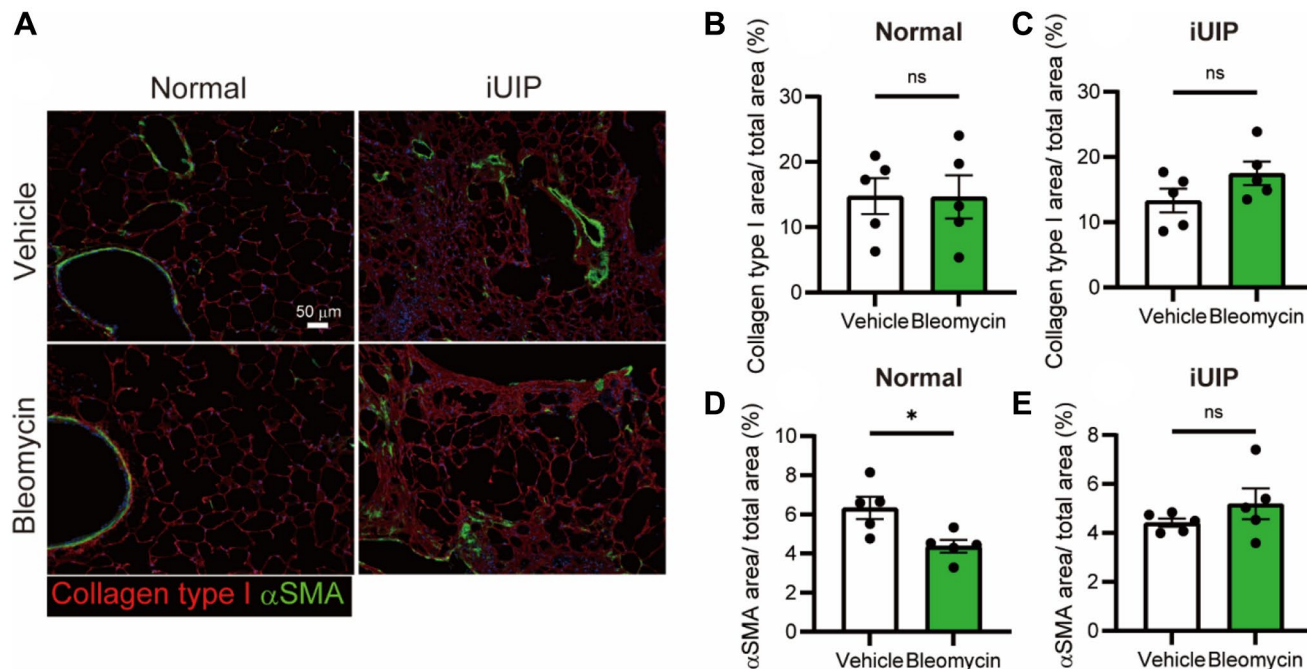 A
Normal
iUIP
Vehicle
50 μm
Bleomycin
Collagen type I αSMA
B
Normal
Collagen type I area/ total area (%)
ns
30
20
10
0
Vehicle Bleomycin
C
iUIP
Collagen type I area/ total area (%)
ns
30
20
10
0
Vehicle Bleomycin
D
Normal
αSMA area/ total area (%)
*
10
8
6
4
2
0
Vehicle Bleomycin
E
iUIP
αSMA area/ total area (%)
ns
8
6
4
2
0
Vehicle Bleomycin